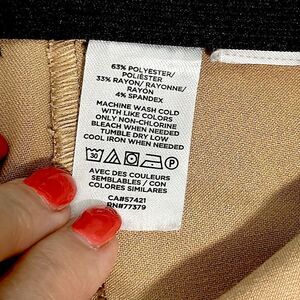 63% POLYESTER/
POLIÉSTER
33% RAYON/ RAYONNE/
RAYÓN
4% SPANDEX
MACHINE WASH COLD
WITH LIKE COLORS
ONLY NON-CHLORINE
BLEACH WHEN NEEDED
TUMBLE DRY LOW
COOL IRON WHEN NEEDED
30 P
AVEC DES COULEURS
SEMBLABLES / CON
COLORES SIMILARES
CA#57421
RN#77379